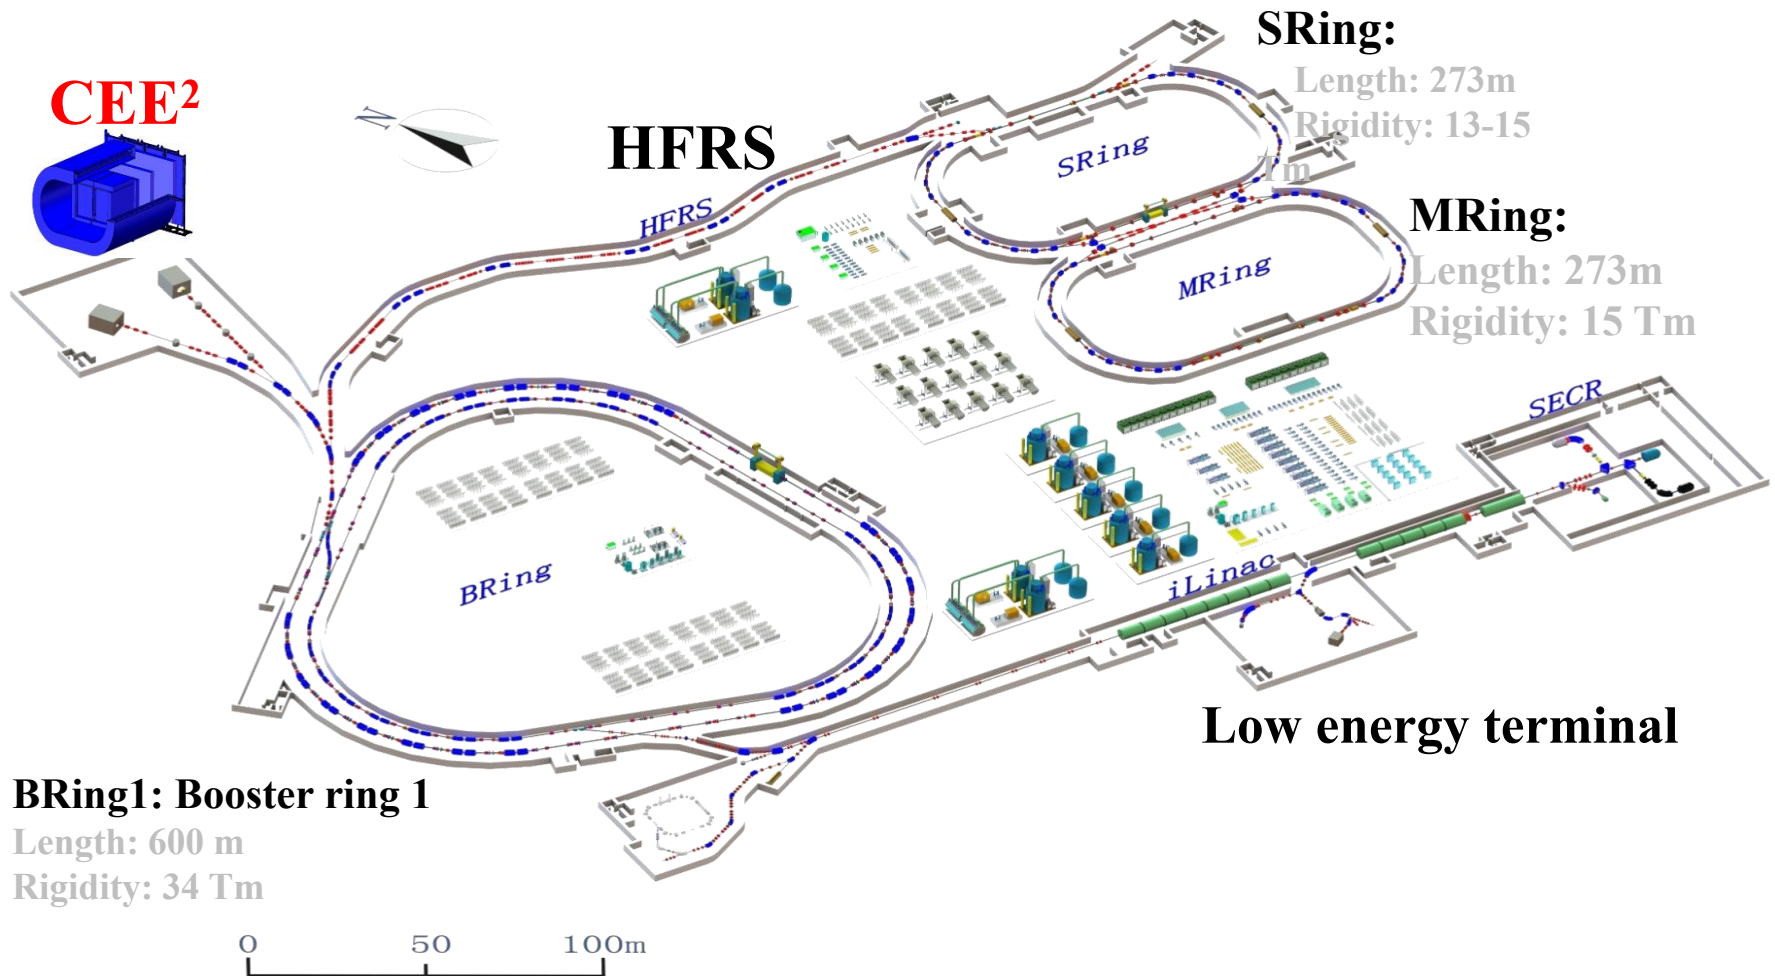 SRing:
Length: 273m
Rigidity: 13-15
Tm
CEE²
N
HFRS
SRing
HFRS
MRing:
Length: 273m
Rigidity: 15 Tm
MRing
SECR
BRing
iLinac
Low energy terminal
BRing1: Booster ring 1
Length: 600 m
Rigidity: 34 Tm
0 50 100m